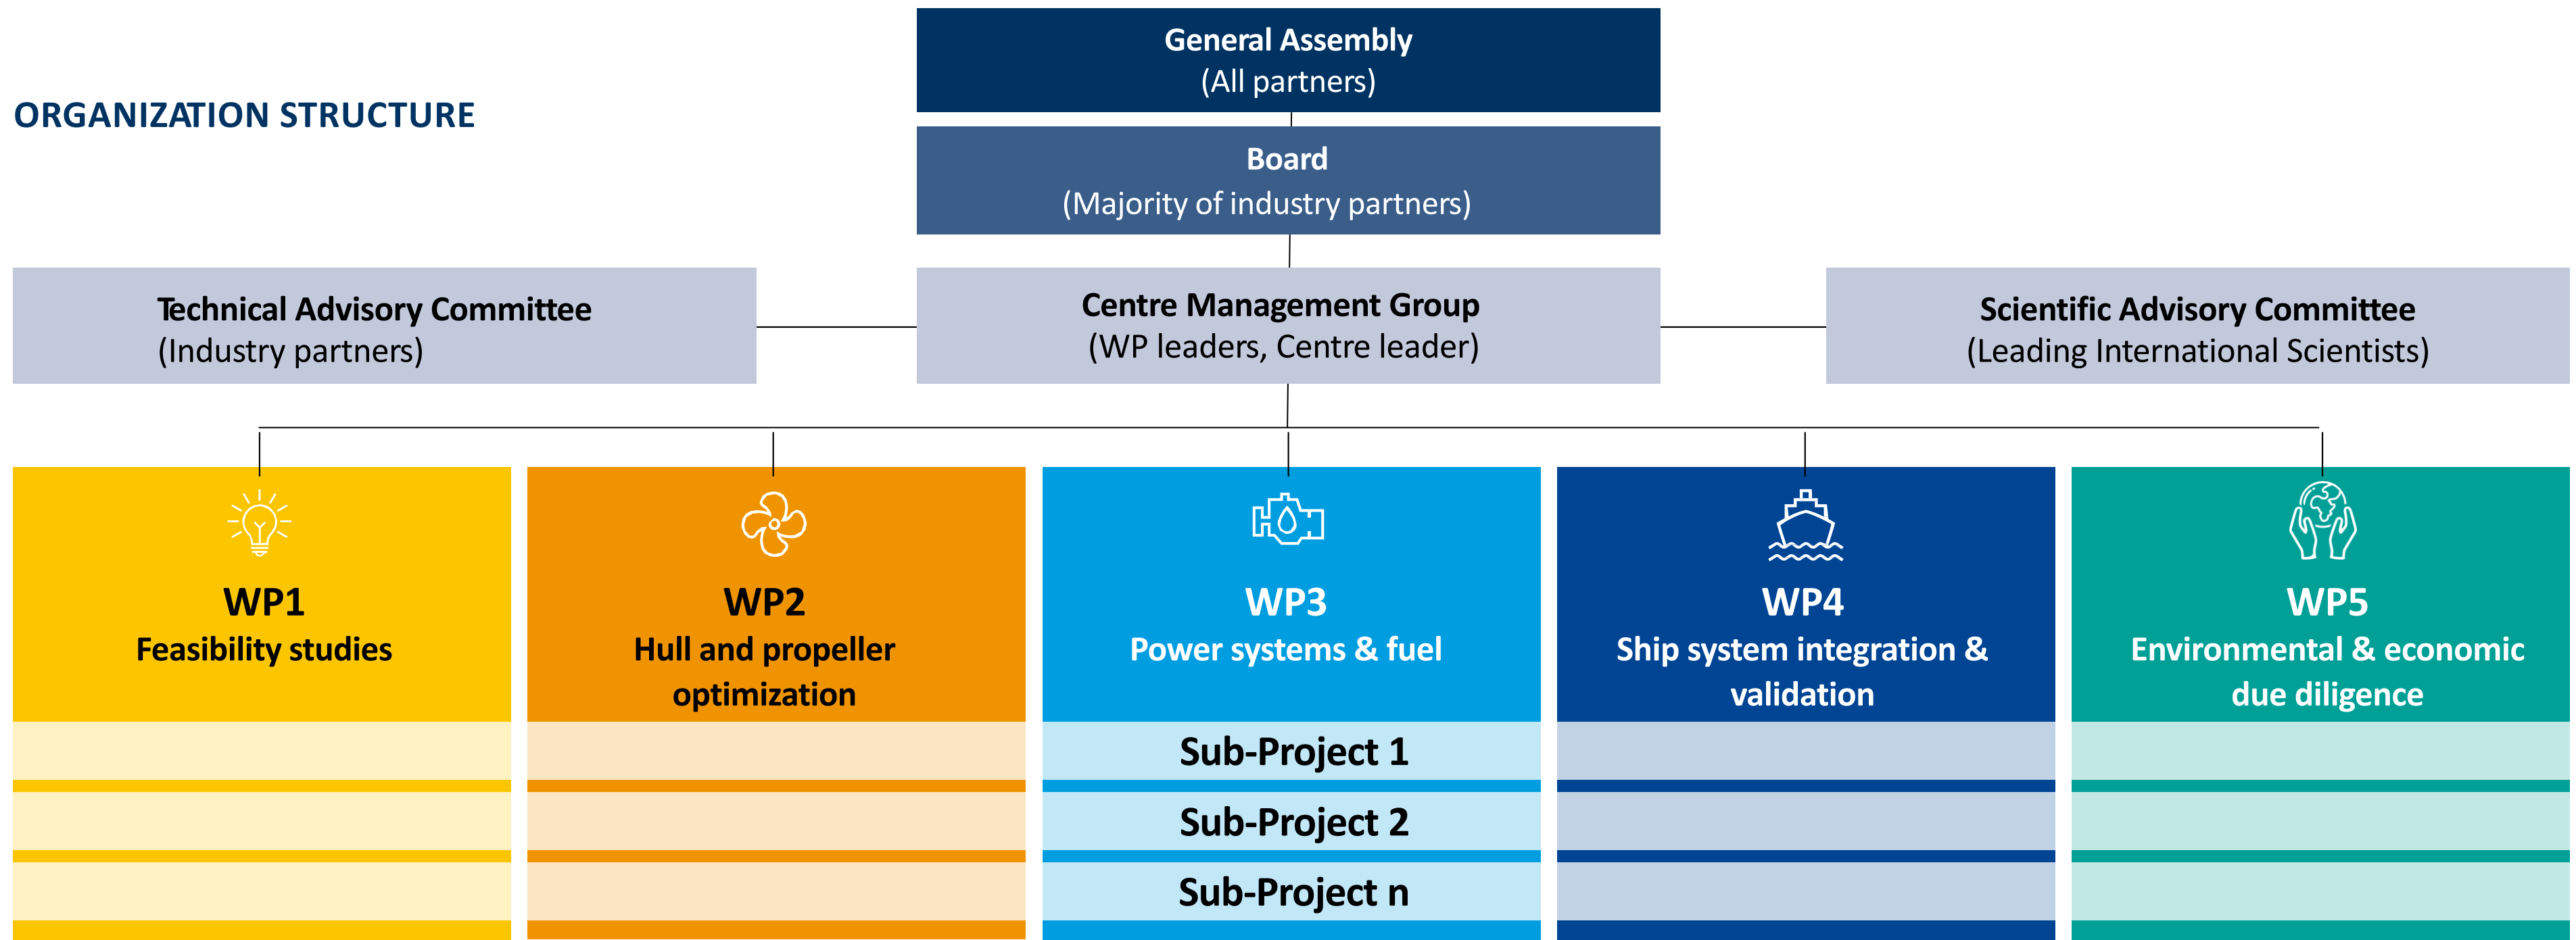 General Assembly
(All partners)
ORGANIZATION STRUCTURE
Board
(Majority of industry partners)
Technical Advisory Committee
(Industry partners)
Centre Management Group
(WP leaders, Centre leader)
Scientific Advisory Committee
(Leading International Scientists)
WP1
Feasibility studies
WP2
Hull and propeller
optimization
WP3
Power systems & fuel
WP4
Ship system integration &
validation
WP5
Environmental & economic
due diligence
Sub-Project 1
Sub-Project 2
Sub-Project n